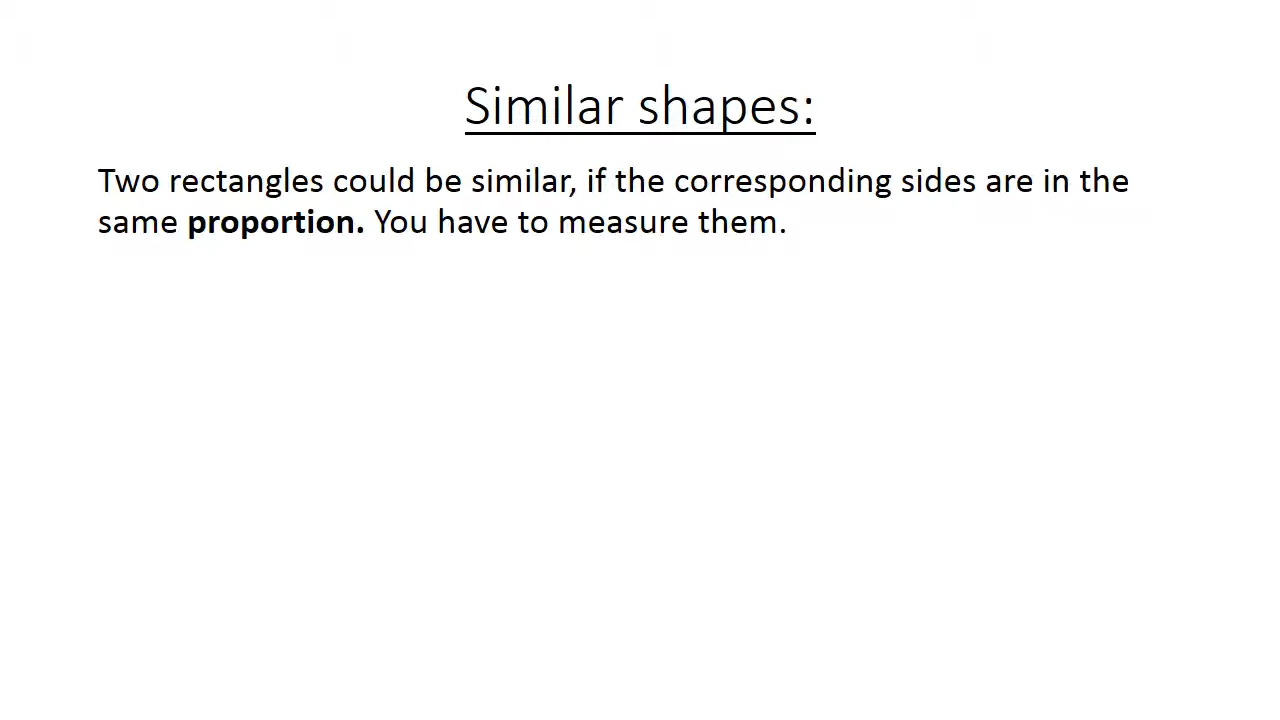 Similar shapes:
Two rectangles could be similar, if the corresponding sides are in the
same proportion. You have to measure them.